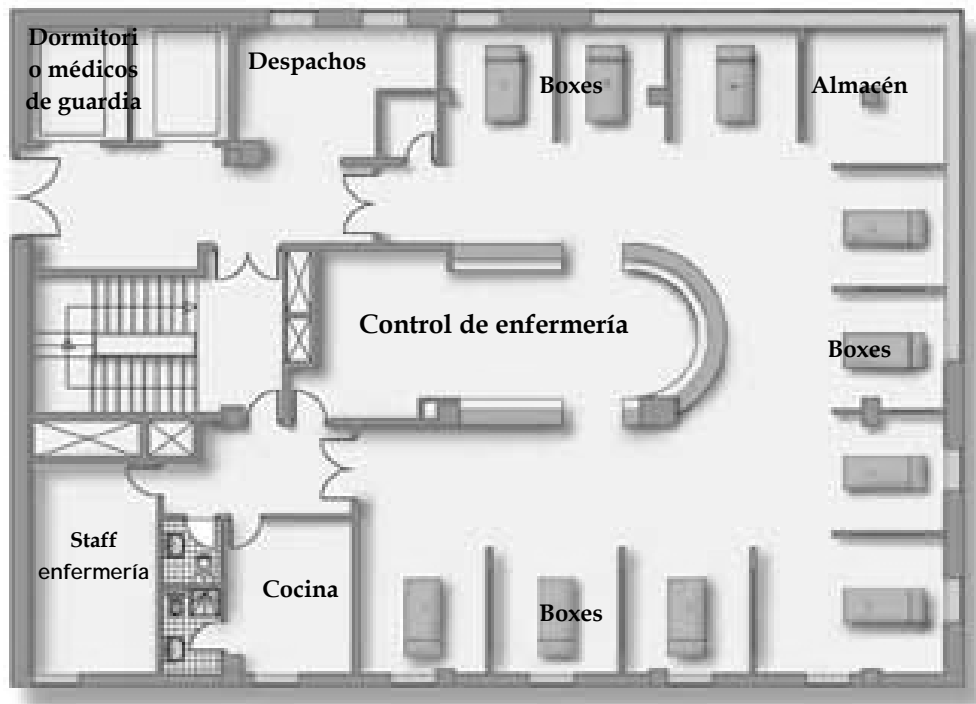 Dormitori
o médicos
de guardia
Despachos
Boxes
Almacén
Control de enfermería
Boxes
Staff
enfermería
Cocina
Boxes